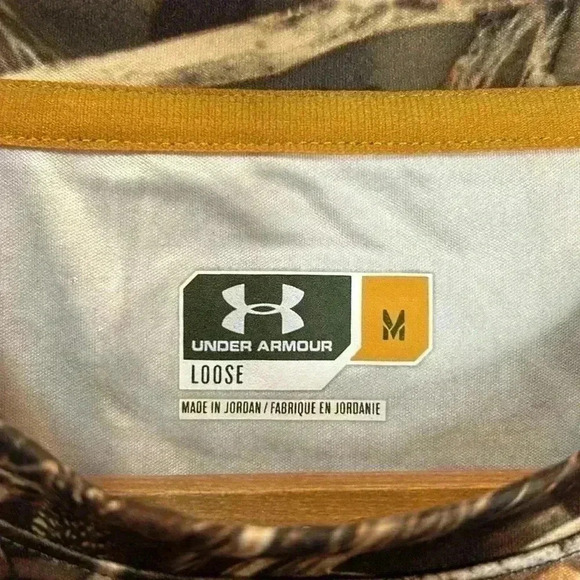 UNDER ARMOUR
M
LOOSE
MADE IN JORDAN / FABRIQUE EN JORDANIE